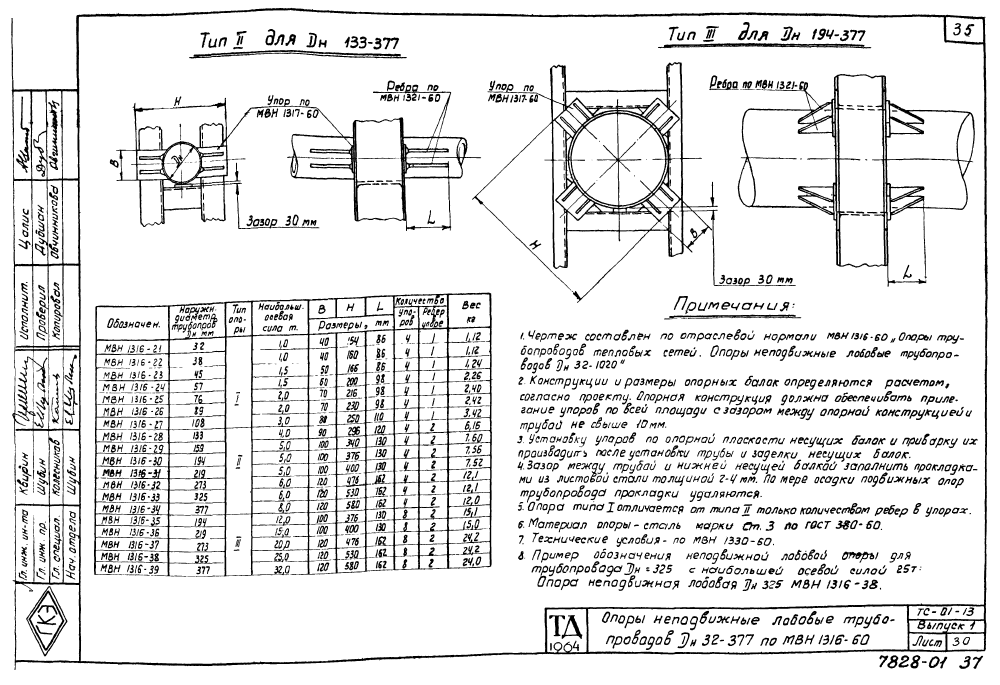 35
Тип II для Dн 133-377
Тип III для Dн 194-377
H
Упор по
МВН 1317-60
Ребра по
МВН 1321-60
B
Dн
Зазор 30 мм
L
Упор по
МВН 1317-60
Ребра по МВН 1321-60
H
B
L
Зазор 30 мм
Обозначен. | Наружн. диаметр трубопров. Dн мм | Тип опоры | Наибольш. осевая сила т. | B | H | L | Количество | Вес кг
Размеры, мм | упоров | Ребер в упоре
МВН 1316-21 32 1,0 40 154 86 4 1 1,12
МВН 1316-22 38 1,0 40 160 86 4 1 1,12
МВН 1316-23 45 1,5 50 166 86 4 1 1,24
МВН 1316-24 57 1,5 60 200 98 4 1 2,26
МВН 1316-25 76 I 2,0 70 216 98 4 1 2,40
МВН 1316-26 89 2,0 70 230 98 4 1 2,42
МВН 1316-27 108 3,0 80 250 110 4 1 3,42
МВН 1316-28 133 4,0 90 296 120 4 2 6,16
МВН 1316-29 159 5,0 100 340 130 4 2 7,60
МВН 1316-30 194 II 5,0 100 376 130 4 2 7,56
МВН 1316-31 219 5,0 100 400 130 4 2 7,52
МВН 1316-32 273 6,0 120 476 162 4 2 12,1
МВН 1316-33 325 6,0 120 530 162 4 2 12,1
МВН 1316-34 377 8,0 120 580 162 4 2 12,0
МВН 1316-35 194 12,0 100 376 130 8 2 15,1
МВН 1316-36 219 15,0 100 400 130 8 2 15,0
МВН 1316-37 273 III 20,0 120 476 162 8 2 24,2
МВН 1316-38 325 25,0 120 530 162 8 2 24,2
МВН 1316-39 377 32,0 120 580 162 8 2 24,0
Примечания:
1. Чертеж составлен по отраслевой нормали МВН 1316-60 „Опоры тру-
бопроводов тепловых сетей. Опоры неподвижные лобовые трубопро-
водов Dн 32-1020"
2. Конструкции и размеры опорных балок определяются расчетом,
согласно проекту. Опорная конструкция должна обеспечивать приле-
гание упоров по всей площади с зазором между опорной конструкцией и
трубой не свыше 10мм.
3. Установку упоров по опорной плоскости несущих балок и приварку их
производить после установки трубы и заделки несущих балок.
4. Зазор между трубой и нижней несущей балкой заполнить прокладка-
ми из листовой стали толщиной 2-4 мм. По мере осадки подвижных опор
трубопровода прокладки удаляются.
5. Опора типа I отличается от типа II только количеством ребер в упорах.
6. Материал опоры - сталь марки Ст. 3 по ГОСТ 380-60.
7. Технические условия - по МВН 1330-60.
8. Пример обозначения неподвижной лобовой опоры для
трубопровода Dн = 325 с наибольшей осевой силой 25т:
Опора неподвижная лобовая Dн 325 МВН 1316-38.
ТД
1964
Опоры неподвижные лобовые трубо-
проводов Dн 32-377 по МВН 1316-60
ТС-01-13
Выпуск 1
Лист 30
7828-01 37
Исполнит. Цалис
Проверил Дубшан
Копировал Овчинникова
Гл. инж. ин-та Квирин
Гл. инж. пр. Шубин
Гл. специал. Колесников
Нач. отдела Шубин
ГКЭ